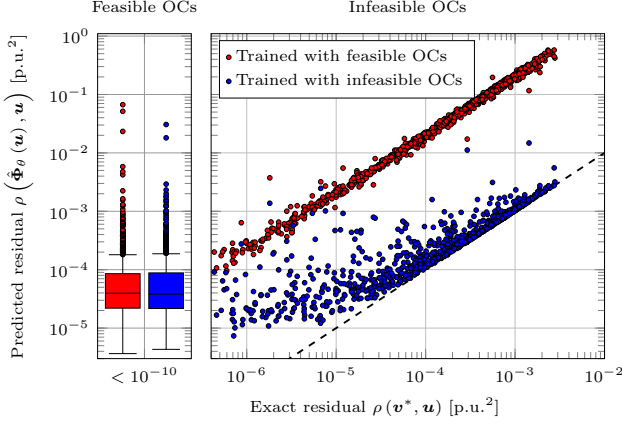 Feasible OCs
Infeasible OCs
Predicted residual ρ (Φ̂_θ (u), u) [p.u.²]
10⁰
10⁻¹
10⁻²
10⁻³
10⁻⁴
10⁻⁵
Trained with feasible OCs
Trained with infeasible OCs
< 10⁻¹⁰
10⁻⁶
10⁻⁵
10⁻⁴
10⁻³
10⁻²
Exact residual ρ (v*, u) [p.u.²]